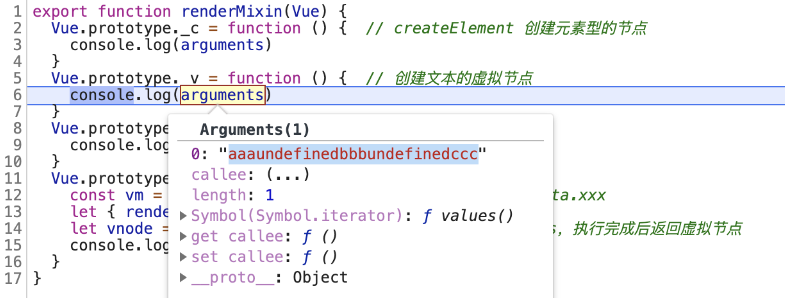 1 export function renderMixin(Vue) {
2 Vue.prototype._c = function () { // createElement 创建元素型的节点
3 console.log(arguments)
4 }
5 Vue.prototype._v = function () { // 创建文本的虚拟节点
6 console.log(arguments)
7 }
8 Vue.prototype
9 console.log
10 }
11 Vue.prototype
12 const vm = ta.xxx
13 let { rende
14 let vnode = s, 执行完成后返回虚拟节点
15 console.log
16 }
17 }
Arguments(1)
0: "aaaundefinedbbbundefinedccc"
callee: (...)
length: 1
Symbol(Symbol.iterator): ƒ values()
get callee: ƒ ()
set callee: ƒ ()
__proto__: Object